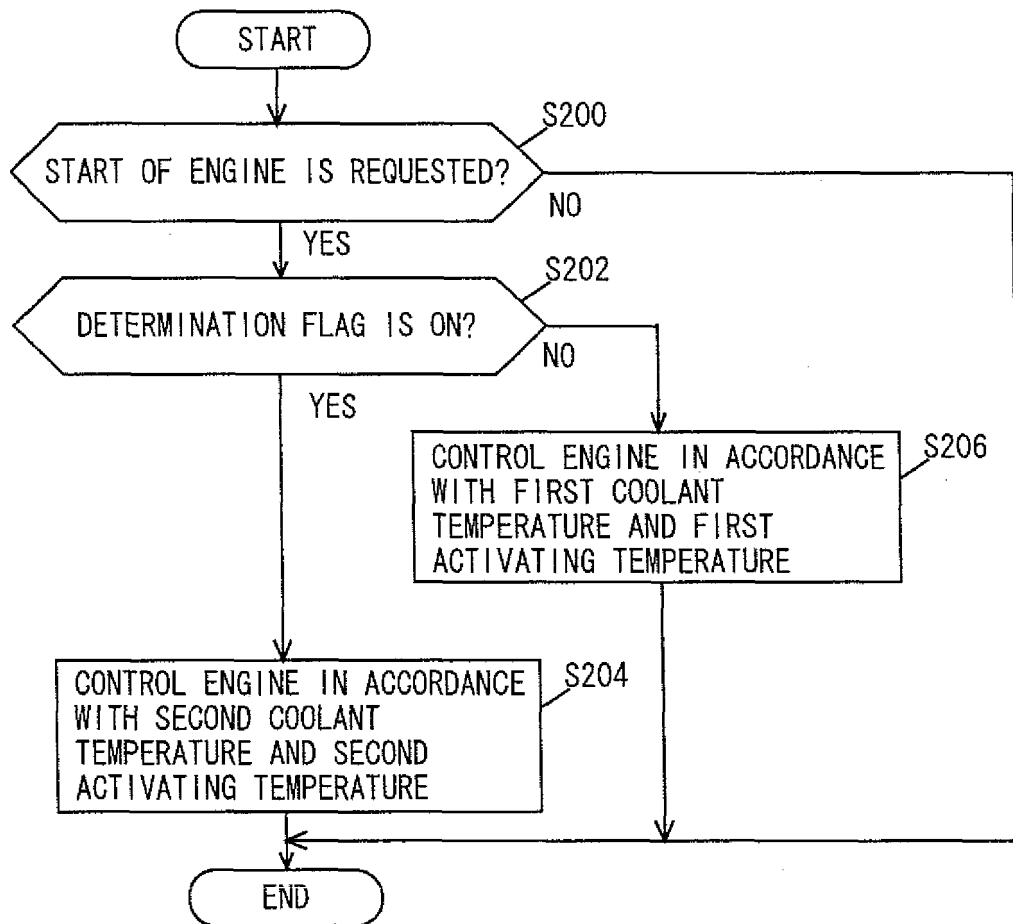 START
S200
START OF ENGINE IS REQUESTED?
NO
YES
S202
DETERMINATION FLAG IS ON?
NO
YES
S206
CONTROL ENGINE IN ACCORDANCE
WITH FIRST COOLANT
TEMPERATURE AND FIRST
ACTIVATING TEMPERATURE
S204
CONTROL ENGINE IN ACCORDANCE
WITH SECOND COOLANT
TEMPERATURE AND SECOND
ACTIVATING TEMPERATURE
END